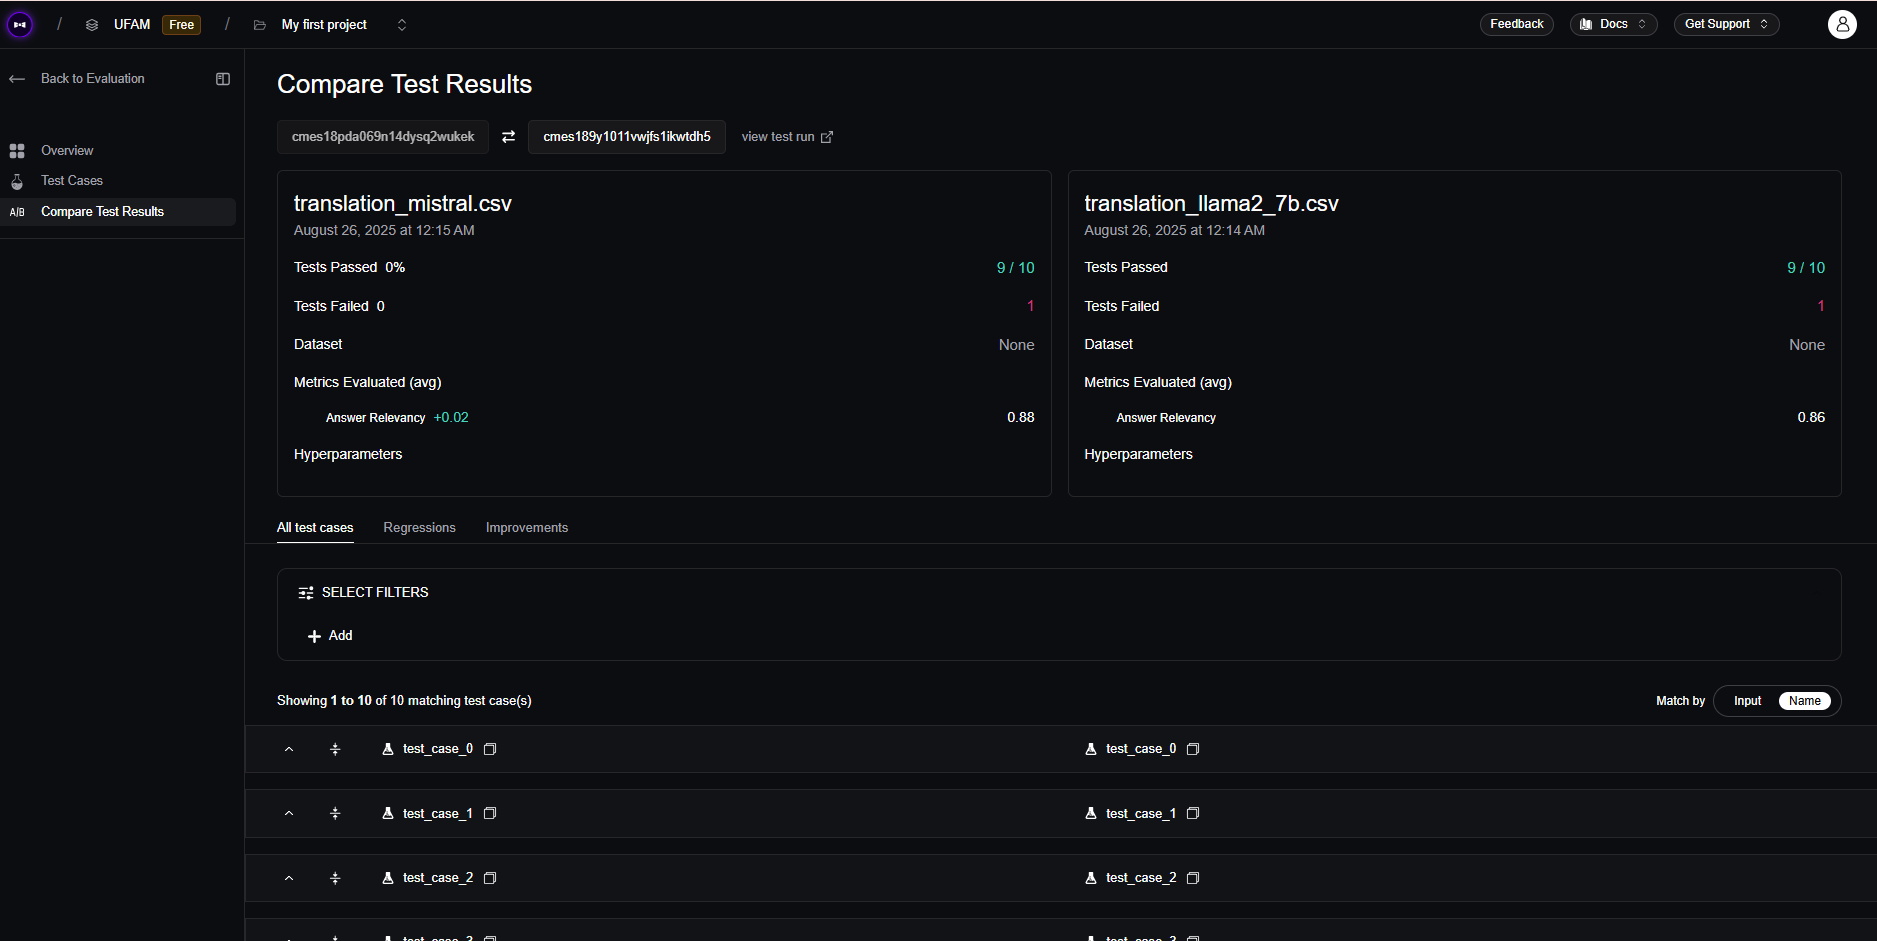 / UFAM Free / My first project
Feedback Docs Get Support
Back to Evaluation
Overview
Test Cases
A/B Compare Test Results
Compare Test Results
cmes18pda069n14dysq2wukek cmes189y1011vwjfs1ikwtdh5 view test run
translation_mistral.csv
August 26, 2025 at 12:15 AM
Tests Passed 0% 9 / 10
Tests Failed 0 1
Dataset None
Metrics Evaluated (avg)
Answer Relevancy +0.02 0.88
Hyperparameters
translation_llama2_7b.csv
August 26, 2025 at 12:14 AM
Tests Passed 9 / 10
Tests Failed 1
Dataset None
Metrics Evaluated (avg)
Answer Relevancy 0.86
Hyperparameters
All test cases Regressions Improvements
SELECT FILTERS
+ Add
Showing 1 to 10 of 10 matching test case(s) Match by Input Name
test_case_0 test_case_0
test_case_1 test_case_1
test_case_2 test_case_2
test_case_3 test_case_3